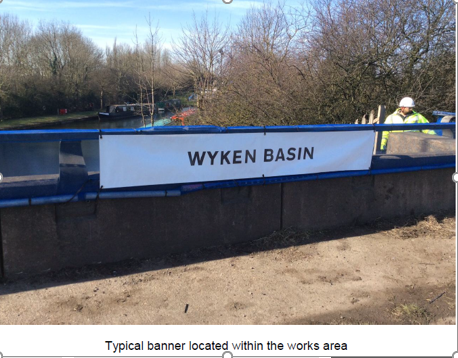 WYKEN BASIN
Typical banner located within the works area